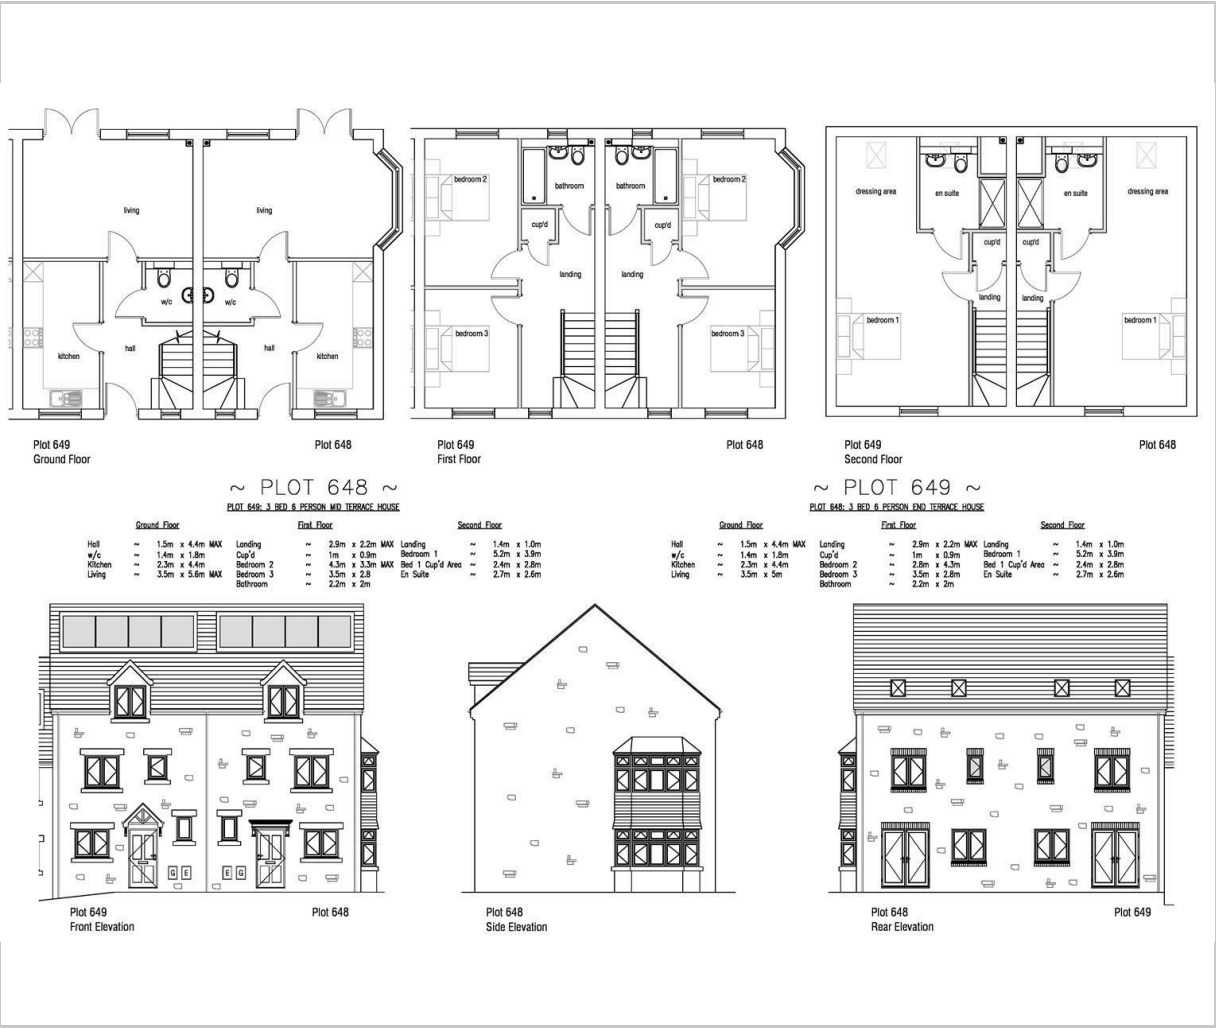 living
living
w/c
w/c
kitchen
hall
hall
kitchen
Plot 649
Ground Floor
Plot 648
bedroom 2
bathroom
bathroom
bedroom 2
cup'd
cup'd
landing
landing
bedroom 3
bedroom 3
Plot 649
First Floor
Plot 648
dressing area
en suite
en suite
dressing area
cup'd
cup'd
landing
landing
bedroom 1
bedroom 1
Plot 649
Second Floor
Plot 648
~ PLOT 648 ~
PLOT 649: 3 BED 6 PERSON MID TERRACE HOUSE
Ground Floor First Floor Second Floor
Hall ~ 1.5m x 4.4m MAX Landing ~ 2.9m x 2.2m MAX Landing ~ 1.4m x 1.0m
w/c ~ 1.4m x 1.8m Cup'd ~ 1m x 0.9m Bedroom 1 ~ 5.2m x 3.9m
Kitchen ~ 2.3m x 4.4m Bedroom 2 ~ 4.3m x 3.3m MAX Bed 1 Cup'd Area ~ 2.4m x 2.8m
Living ~ 3.5m x 5.6m MAX Bedroom 3 ~ 3.5m x 2.8 En Suite ~ 2.7m x 2.6m
Bathroom ~ 2.2m x 2m
~ PLOT 649 ~
PLOT 648: 3 BED 6 PERSON END TERRACE HOUSE
Ground Floor First Floor Second Floor
Hall ~ 1.5m x 4.4m MAX Landing ~ 2.9m x 2.2m MAX Landing ~ 1.4m x 1.0m
w/c ~ 1.4m x 1.8m Cup'd ~ 1m x 0.9m Bedroom 1 ~ 5.2m x 3.9m
Kitchen ~ 2.3m x 4.4m Bedroom 2 ~ 2.8m x 4.3m Bed 1 Cup'd Area ~ 2.4m x 2.8m
Living ~ 3.5m x 5m Bedroom 3 ~ 3.5m x 2.8m En Suite ~ 2.7m x 2.6m
Bathroom ~ 2.2m x 2m
G E
E G
Plot 649
Front Elevation
Plot 648
Plot 648
Side Elevation
Plot 648
Rear Elevation
Plot 649